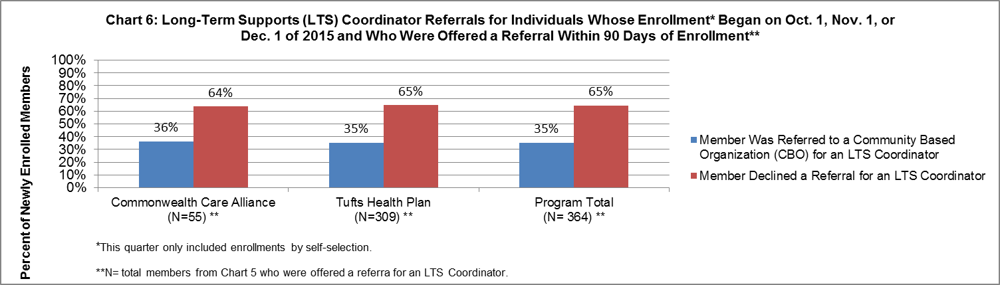 Chart 6: Long-Term Supports (LTS) Coordinator Referrals for Individuals Whose Enrollment* Began on Oct. 1, Nov. 1, or
Dec. 1 of 2015 and Who Were Offered a Referral Within 90 Days of Enrollment**
Percent of Newly Enrolled Members
100%
90%
80%
70%
60%
50%
40%
30%
20%
10%
0%
36%
64%
35%
65%
35%
65%
Commonwealth Care Alliance
(N=55) **
Tufts Health Plan
(N=309) **
Program Total
(N= 364) **
Member Was Referred to a Community Based
Organization (CBO) for an LTS Coordinator
Member Declined a Referral for an LTS Coordinator
*This quarter only included enrollments by self-selection.
**N= total members from Chart 5 who were offered a referra for an LTS Coordinator.